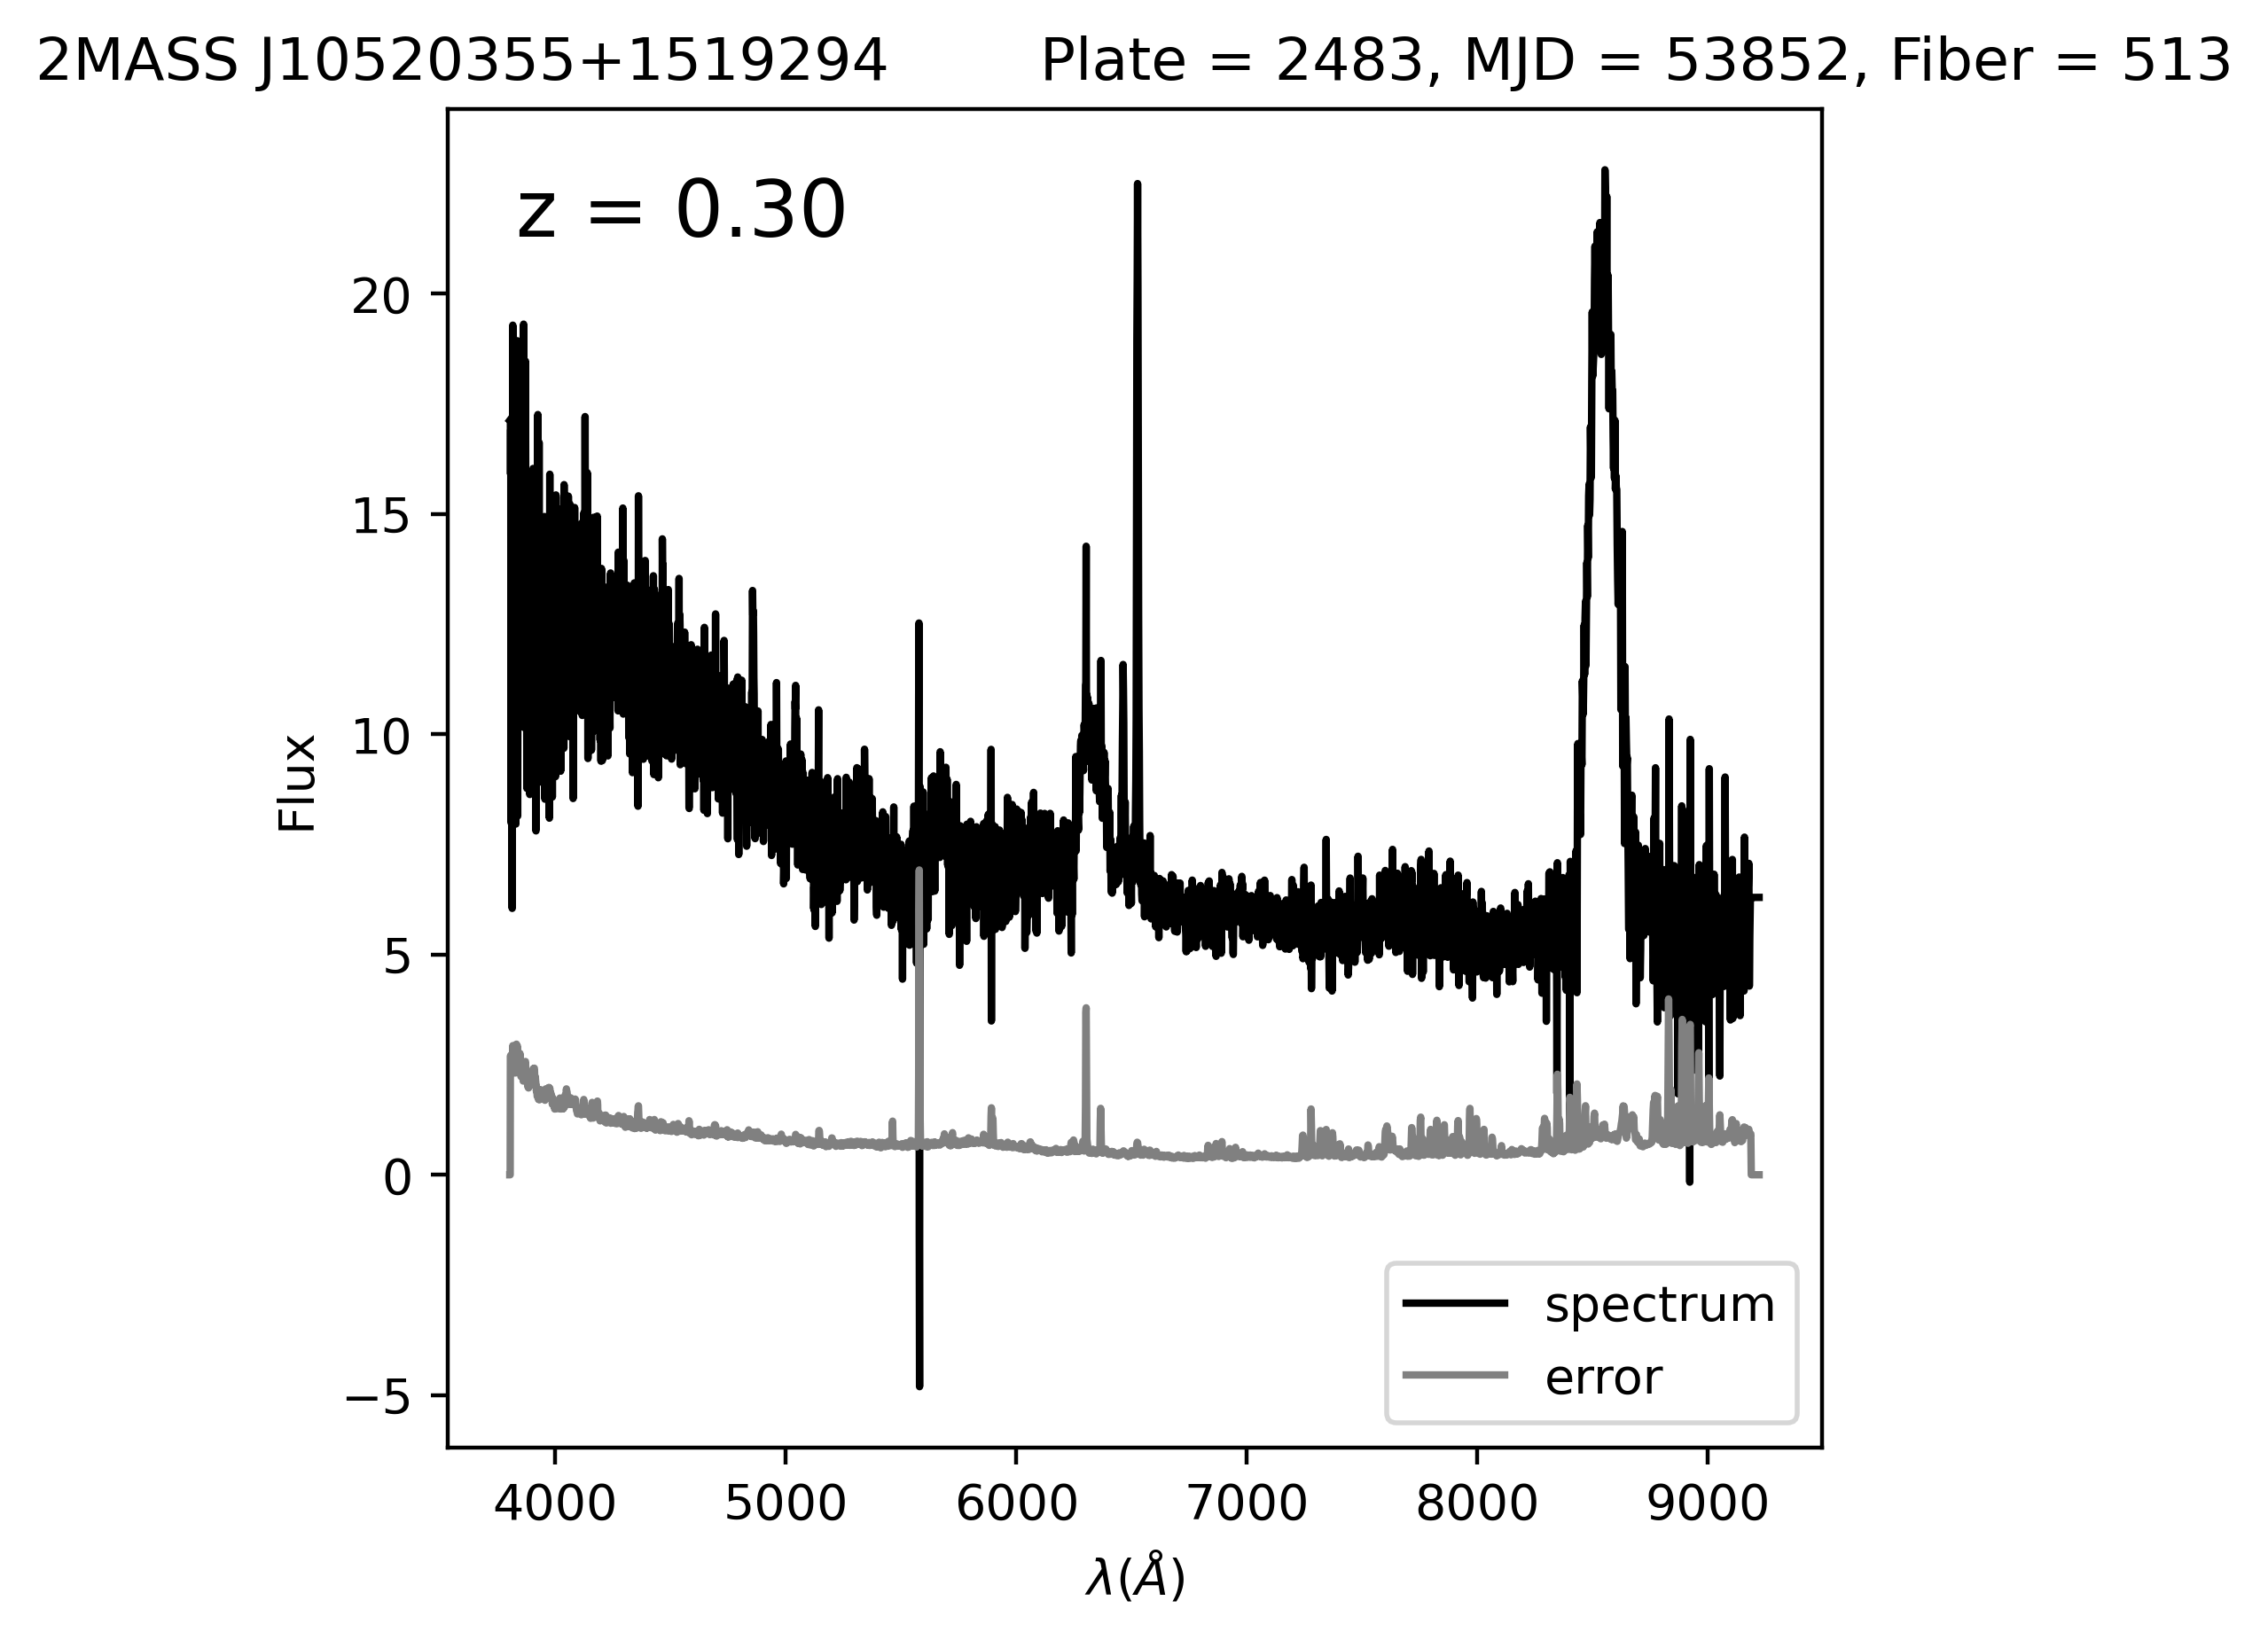 2MASS J10520355+1519294 Plate = 2483, MJD = 53852, Fiber = 513
z = 0.30
20
15
10
5
0
−5
Flux
spectrum
error
4000 5000 6000 7000 8000 9000
λ(Å)